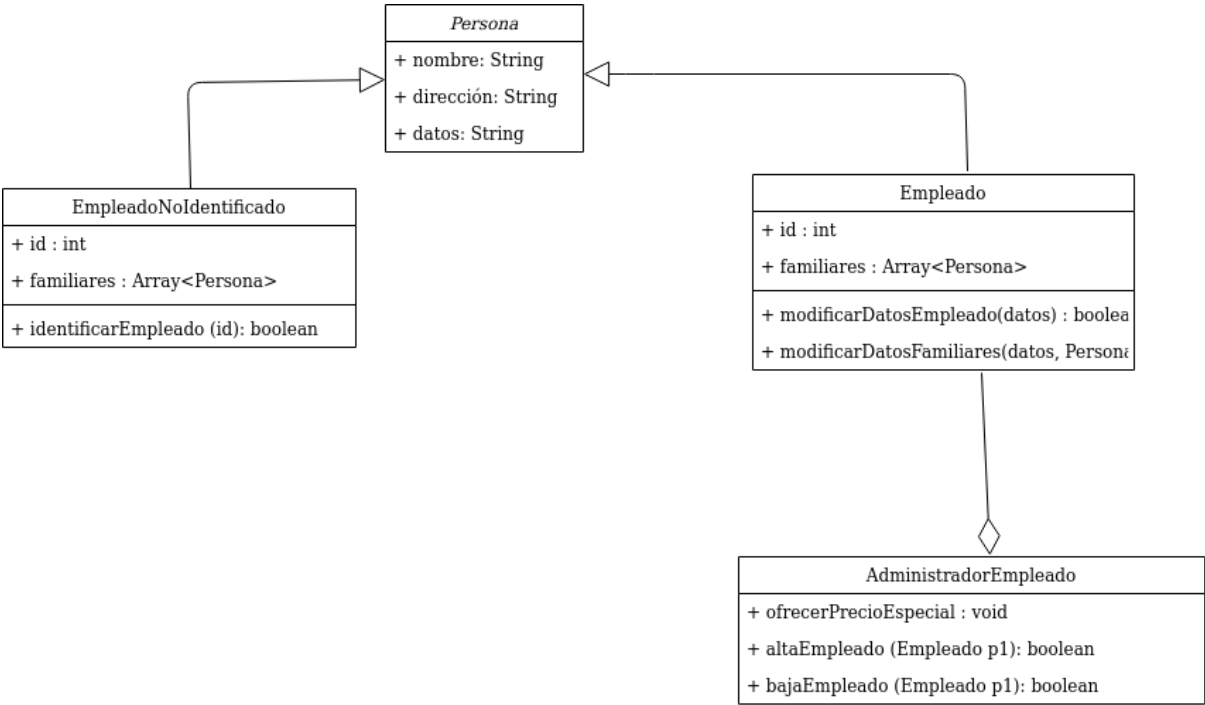 Persona
+ nombre: String
+ dirección: String
+ datos: String
EmpleadoNoIdentificado
+ id : int
+ familiares : Array<Persona>
+ identificarEmpleado (id): boolean
Empleado
+ id : int
+ familiares : Array<Persona>
+ modificarDatosEmpleado(datos) : boolea
+ modificarDatosFamiliares(datos, Persona
AdministradorEmpleado
+ ofrecerPrecioEspecial : void
+ altaEmpleado (Empleado p1): boolean
+ bajaEmpleado (Empleado p1): boolean